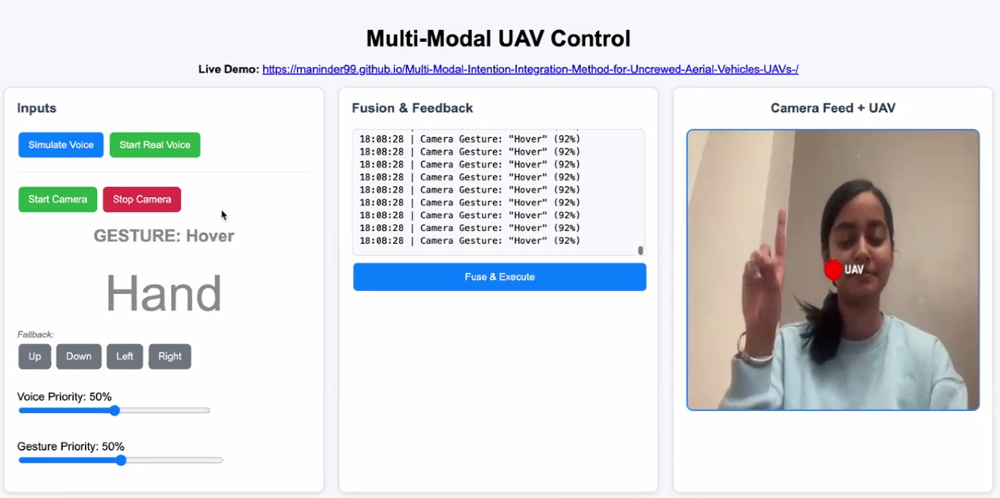 Multi-Modal UAV Control
Live Demo: https://maninder99.github.io/Multi-Modal-Intention-Integration-Method-for-Uncrewed-Aerial-Vehicles-UAVs-/
Inputs
Simulate Voice
Start Real Voice
Start Camera
Stop Camera
GESTURE: Hover
Hand
Fallback:
Up
Down
Left
Right
Voice Priority: 50%
Gesture Priority: 50%
Fusion & Feedback
18:08:28 | Camera Gesture: "Hover" (92%)
18:08:28 | Camera Gesture: "Hover" (92%)
18:08:28 | Camera Gesture: "Hover" (92%)
18:08:28 | Camera Gesture: "Hover" (92%)
18:08:28 | Camera Gesture: "Hover" (92%)
18:08:28 | Camera Gesture: "Hover" (92%)
18:08:28 | Camera Gesture: "Hover" (92%)
18:08:28 | Camera Gesture: "Hover" (92%)
18:08:28 | Camera Gesture: "Hover" (92%)
Fuse & Execute
Camera Feed + UAV
UAV